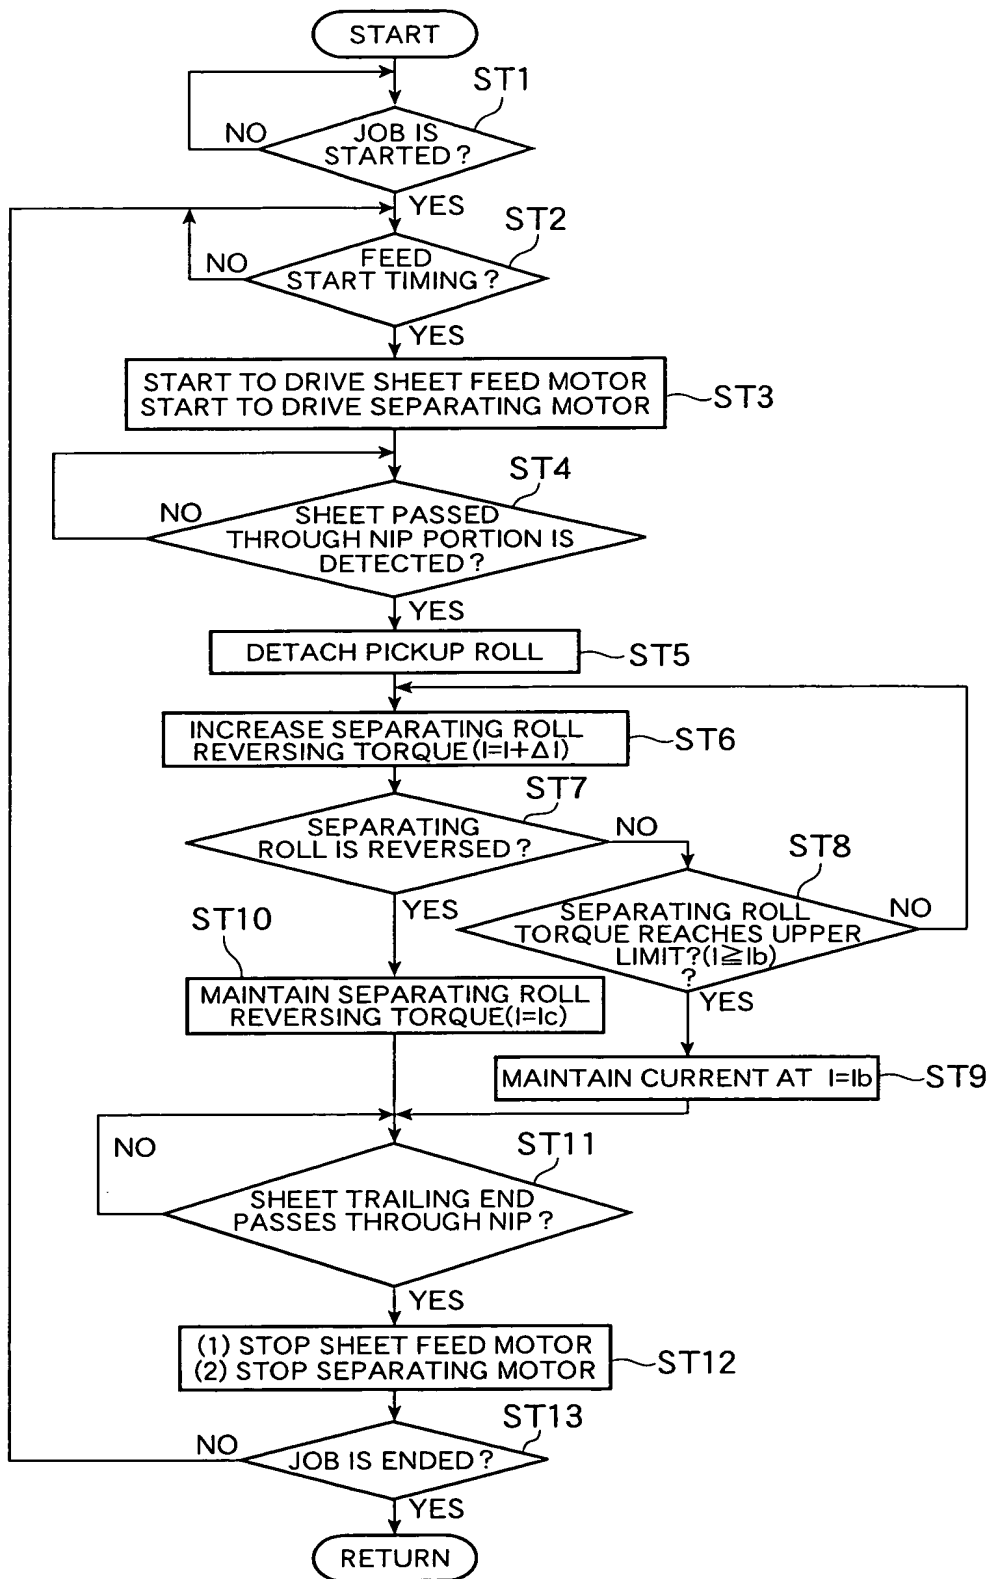 START
ST1
NO
JOB IS
STARTED?
YES
ST2
NO
FEED
START TIMING?
YES
START TO DRIVE SHEET FEED MOTOR
START TO DRIVE SEPARATING MOTOR
ST3
ST4
NO
SHEET PASSED
THROUGH NIP PORTION IS
DETECTED?
YES
DETACH PICKUP ROLL
ST5
INCREASE SEPARATING ROLL
REVERSING TORQUE(I=I+ΔI)
ST6
ST7
SEPARATING
ROLL IS REVERSED?
NO
ST8
YES
SEPARATING ROLL
TORQUE REACHES UPPER
LIMIT?(I≧Ib)
?
NO
YES
ST10
MAINTAIN SEPARATING ROLL
REVERSING TORQUE(I=Ic)
MAINTAIN CURRENT AT I=Ib
ST9
NO
ST11
SHEET TRAILING END
PASSES THROUGH NIP?
YES
(1) STOP SHEET FEED MOTOR
(2) STOP SEPARATING MOTOR
ST12
ST13
NO
JOB IS ENDED?
YES
RETURN